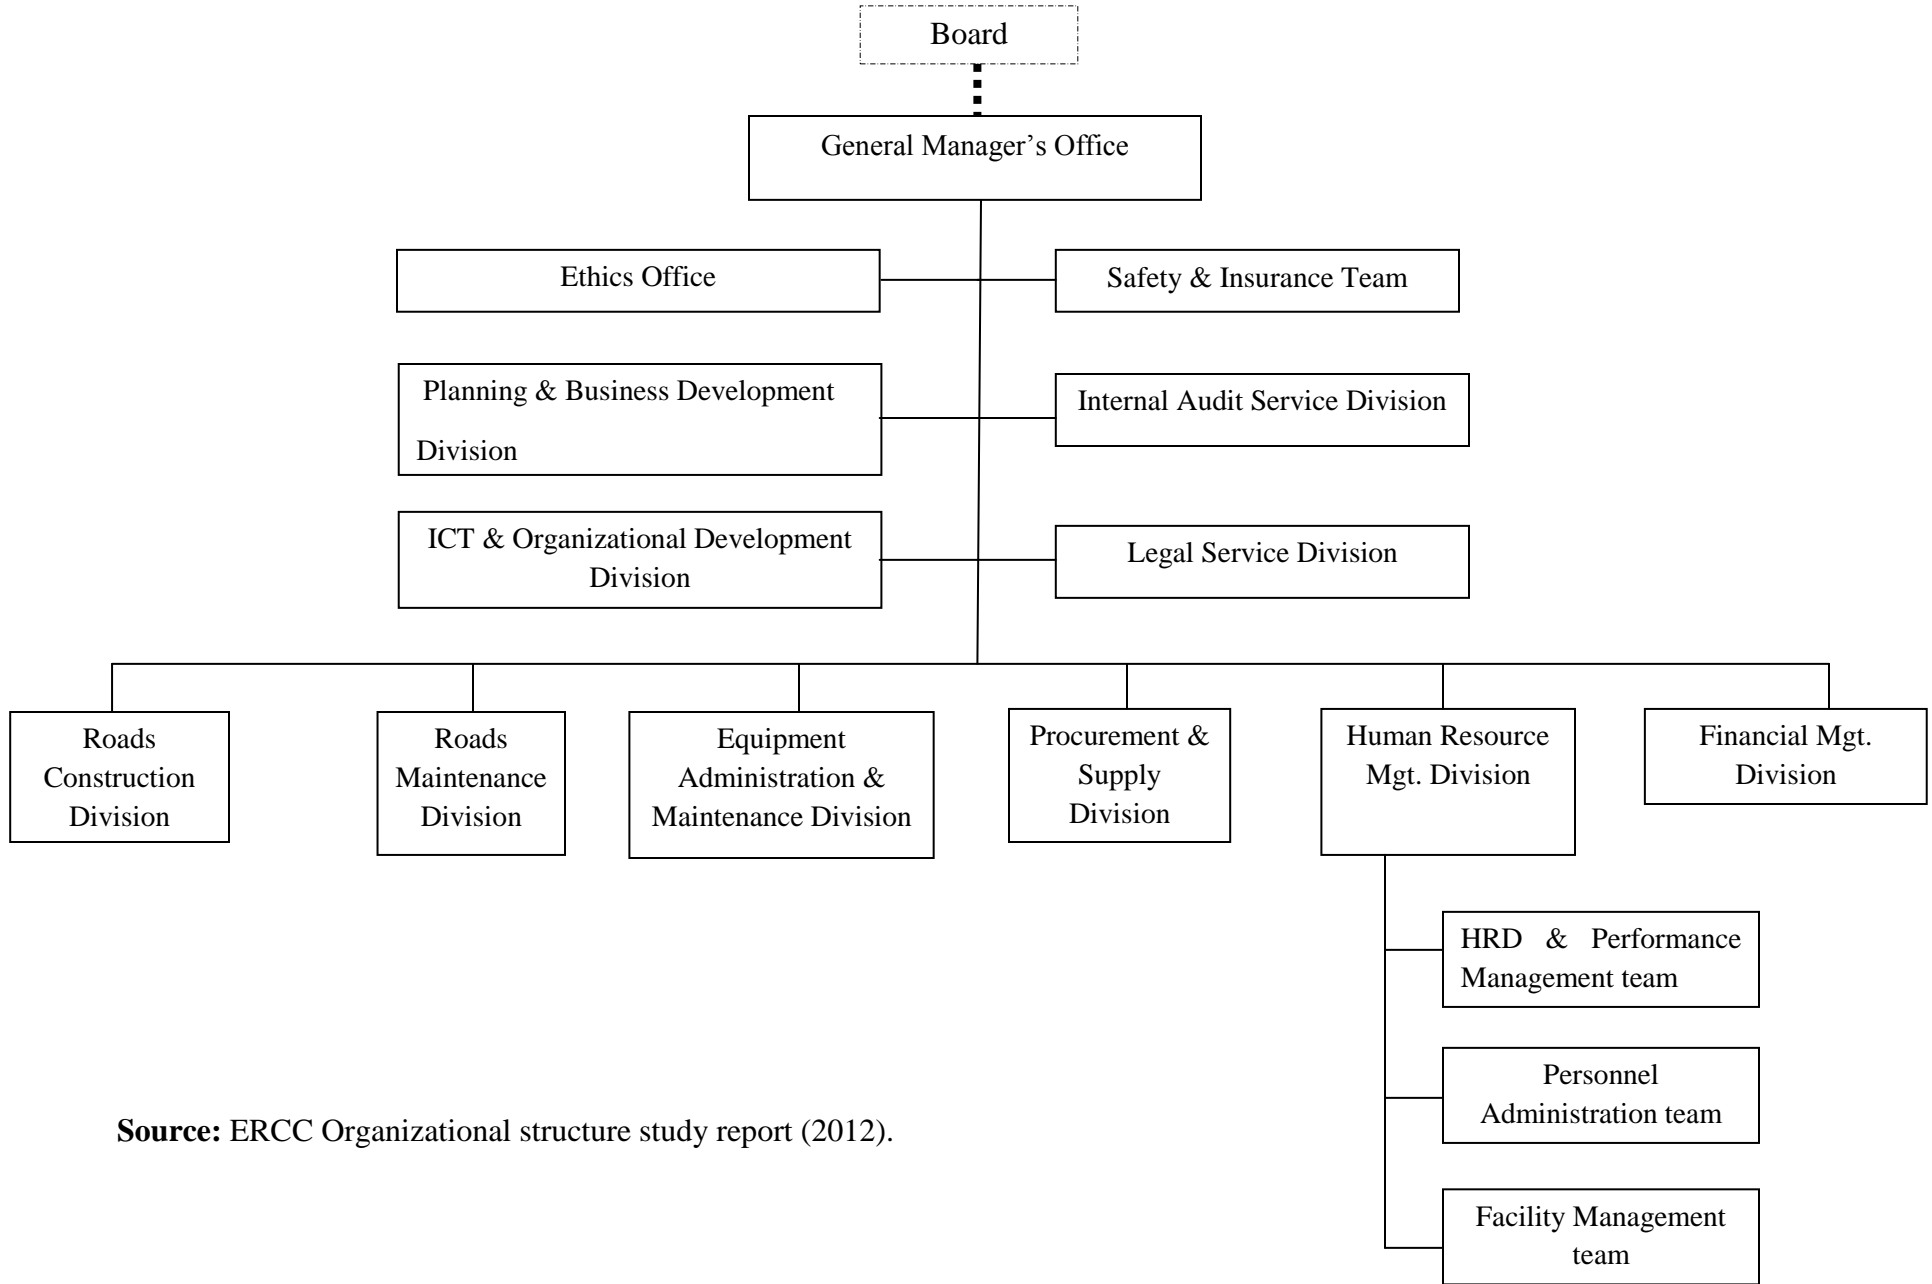 Board
General Manager’s Office
Ethics Office
Safety & Insurance Team
Planning & Business Development
Division
Internal Audit Service Division
ICT & Organizational Development
Division
Legal Service Division
Roads
Construction
Division
Roads
Maintenance
Division
Equipment
Administration &
Maintenance Division
Procurement &
Supply
Division
Human Resource
Mgt. Division
Financial Mgt.
Division
HRD & Performance
Management team
Personnel
Administration team
Facility Management
team
Source: ERCC Organizational structure study report (2012).